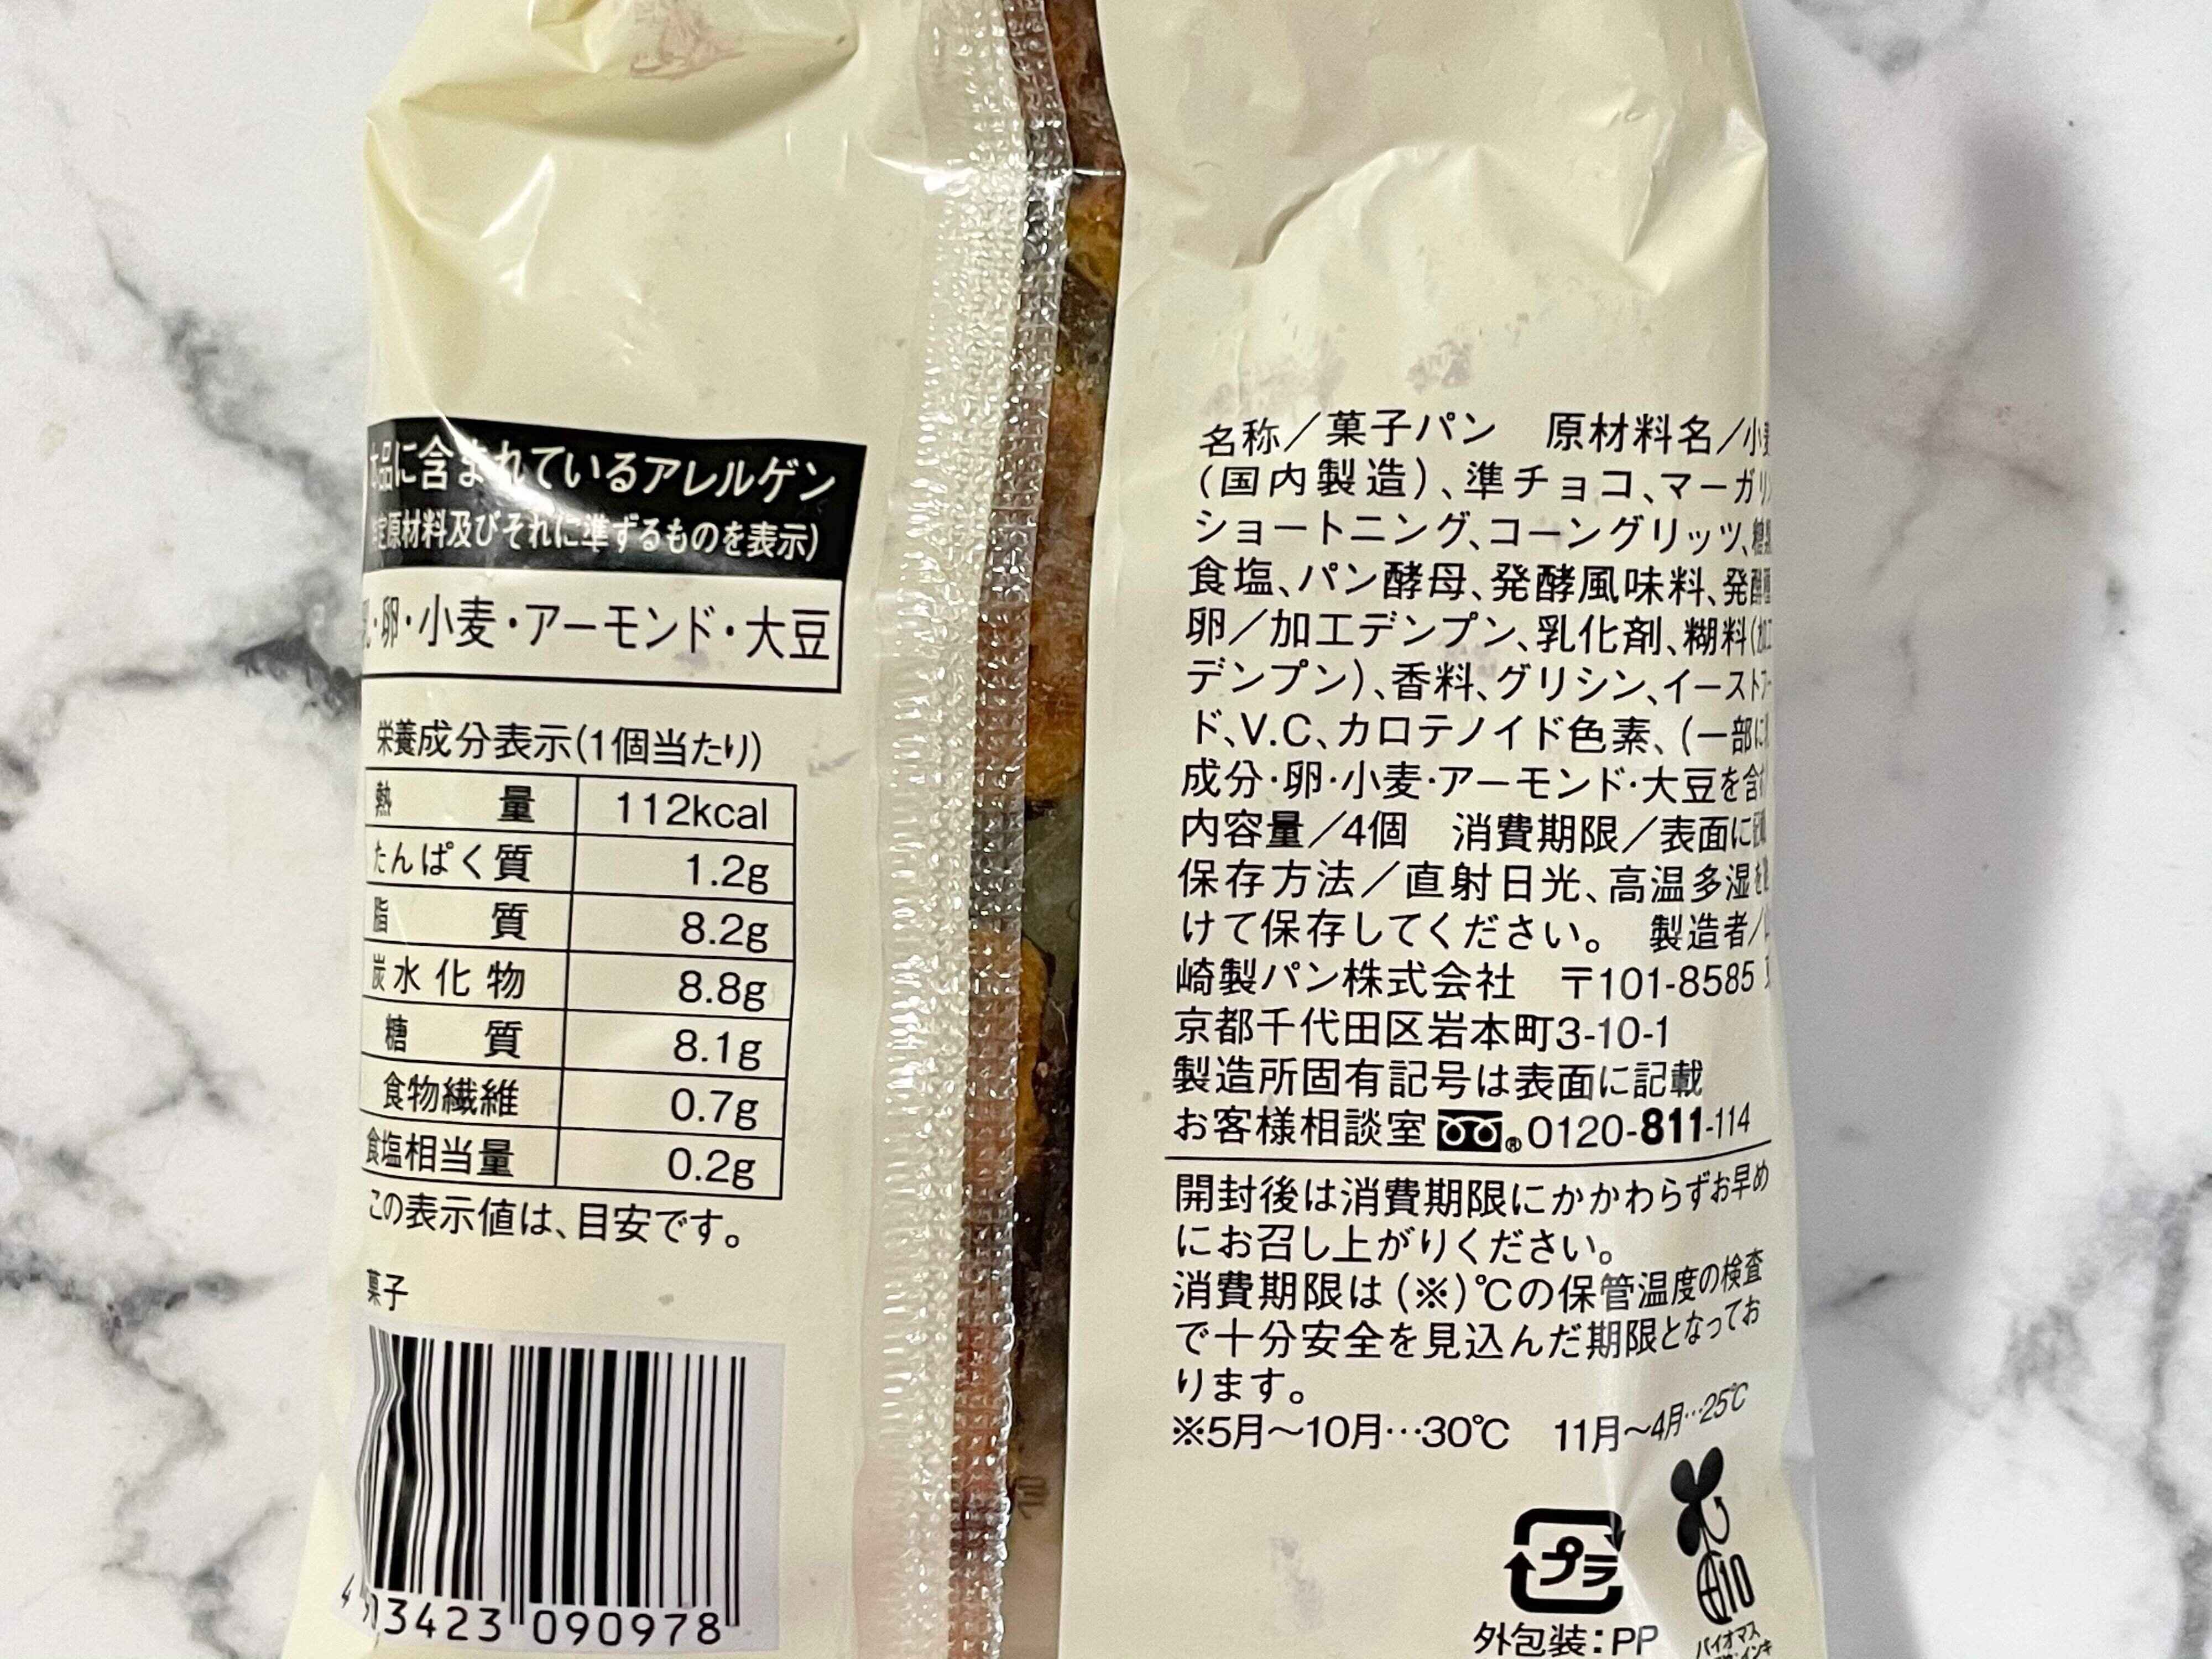 品に含まれているアレルゲン
定原材料及びそれに準ずるものを表示)
・卵・小麦・アーモンド・大豆
栄養成分表示(1個当たり)
熱量 112kcal
たんぱく質 1.2g
脂質 8.2g
炭水化物 8.8g
糖質 8.1g
食物繊維 0.7g
食塩相当量 0.2g
この表示値は、目安です。
菓子
3423 090978
名称/菓子パン 原材料名/小
(国内製造)、準チョコ、マーガリ
ショートニング、コーングリッツ、糖
食塩、パン酵母、発酵風味料、発酵
卵/加工デンプン、乳化剤、糊料(加工
デンプン)、香料、グリシン、イーストフー
ド、V.C、カロテノイド色素、(一部に
成分・卵・小麦・アーモンド・大豆を含
内容量/4個 消費期限/表面に
保存方法/直射日光、高温多湿を
けて保存してください。 製造者/
崎製パン株式会社 〒101-8585
京都千代田区岩本町3-10-1
製造所固有記号は表面に記載
お客様相談室 ®0120-811-114
開封後は消費期限にかかわらずお早め
にお召し上がりください。
消費期限は(※)℃の保管温度の検査
で十分安全を見込んだ期限となってお
ります。
※5月〜10月…30℃ 11月〜4月…25℃
プラ
外包装：PP
バイオマス